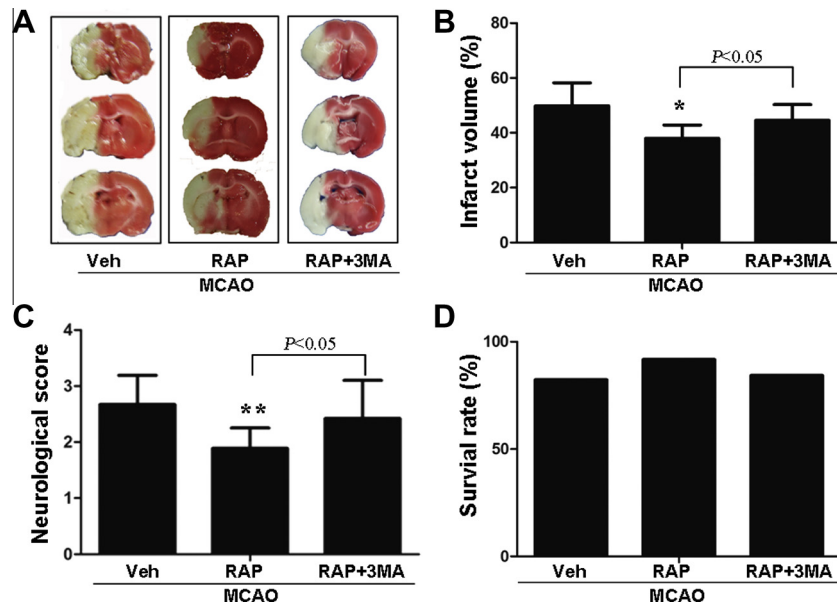 A
Veh RAP RAP+3MA
MCAO
B
Infarct volume (%)
80
60
40
20
0
*
P<0.05
Veh RAP RAP+3MA
MCAO
C
Neurological score
4
3
2
1
0
**
P<0.05
Veh RAP RAP+3MA
MCAO
D
Survial rate (%)
100
50
0
Veh RAP RAP+3MA
MCAO